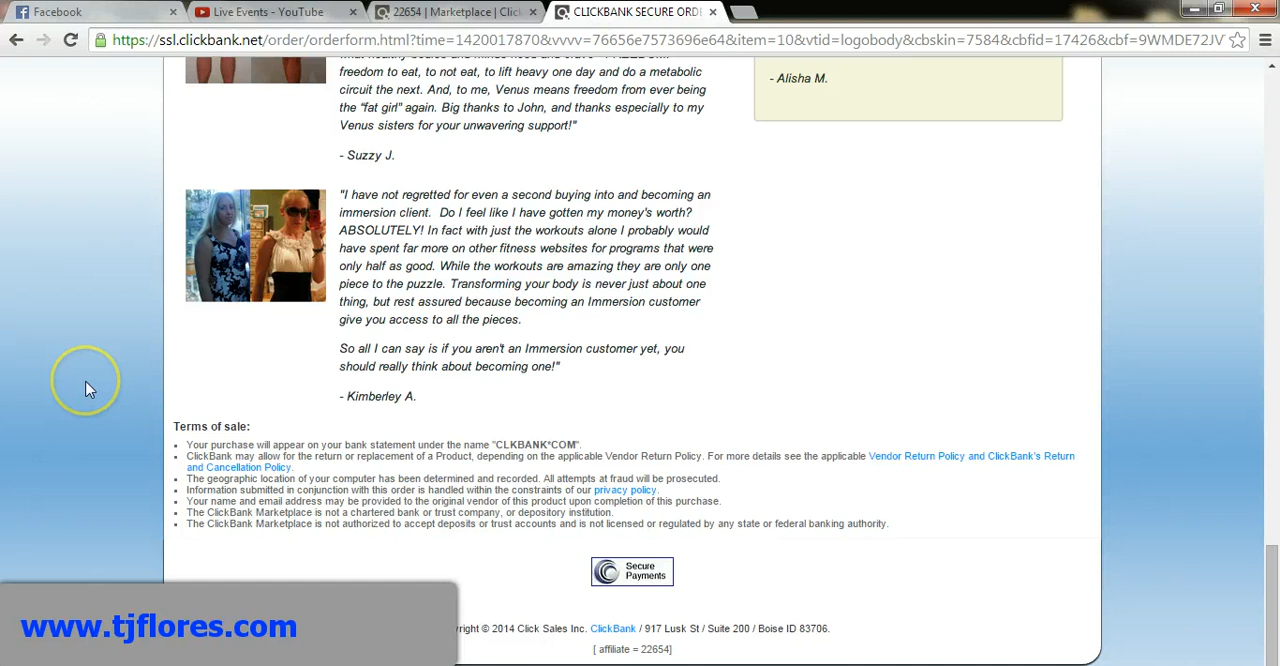 Facebook
Live Events - YouTube
22654 | Marketplace | Click
CLICKBANK SECURE ORD
https://ssl.clickbank.net/order/orderform.html?time=1420017870&vvvv=76656e7573696e64&item=10&vtid=logobody&cbskin=7584&cbfid=17426&cbf=9WMDE72JV
freedom to eat, to not eat, to lift heavy one day and do a metabolic
circuit the next. And, to me, Venus means freedom from ever being
the "fat girl" again. Big thanks to John, and thanks especially to my
Venus sisters for your unwavering support!"
- Suzzy J.
- Alisha M.
"I have not regretted for even a second buying into and becoming an
immersion client. Do I feel like I have gotten my money's worth?
ABSOLUTELY! In fact with just the workouts alone I probably would
have spent far more on other fitness websites for programs that were
only half as good. While the workouts are amazing they are only one
piece to the puzzle. Transforming your body is never just about one
thing, but rest assured because becoming an Immersion customer
give you access to all the pieces.
So all I can say is if you aren't an Immersion customer yet, you
should really think about becoming one!"
- Kimberley A.
Terms of sale:
Your purchase will appear on your bank statement under the name "CLKBANK*COM".
ClickBank may allow for the return or replacement of a Product, depending on the applicable Vendor Return Policy. For more details see the applicable Vendor Return Policy and ClickBank's Return
and Cancellation Policy.
The geographic location of your computer has been determined and recorded. All attempts at fraud will be prosecuted.
Information submitted in conjunction with this order is handled within the constraints of our privacy policy.
Your name and email address may be provided to the original vendor of this product upon completion of this purchase.
The ClickBank Marketplace is not a chartered bank or trust company, or depository institution.
The ClickBank Marketplace is not authorized to accept deposits or trust accounts and is not licensed or regulated by any state or federal banking authority.
Secure
Payments
www.tjflores.com
right © 2014 Click Sales Inc. ClickBank / 917 Lusk St / Suite 200 / Boise ID 83706.
[ affiliate = 22654]